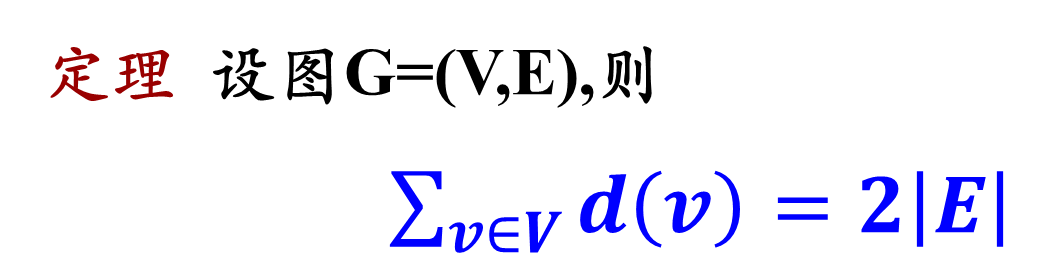 定理 设图G=(V,E),则
∑_{v∈V} d(v) = 2|E|